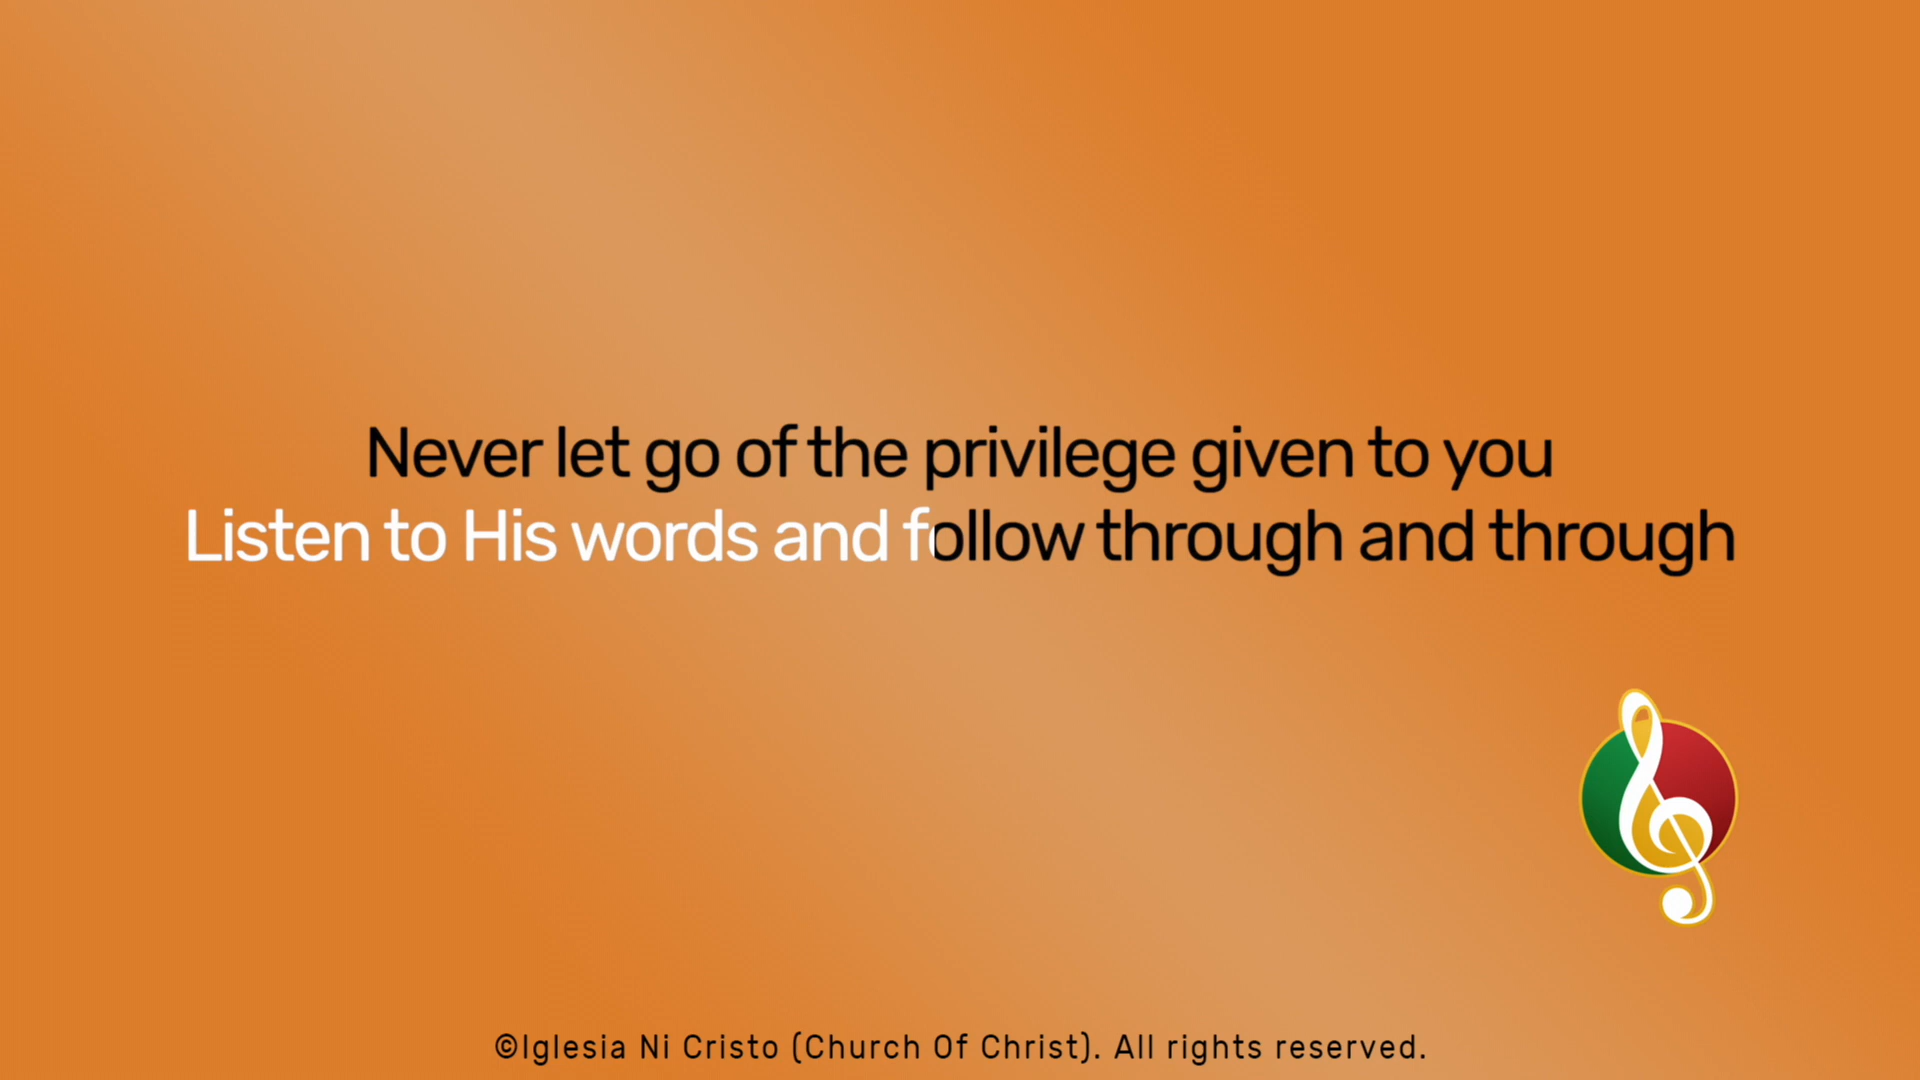 Never let go of the privilege given to you
Listen to His words and follow through and through
©Iglesia Ni Cristo (Church Of Christ). All rights reserved.